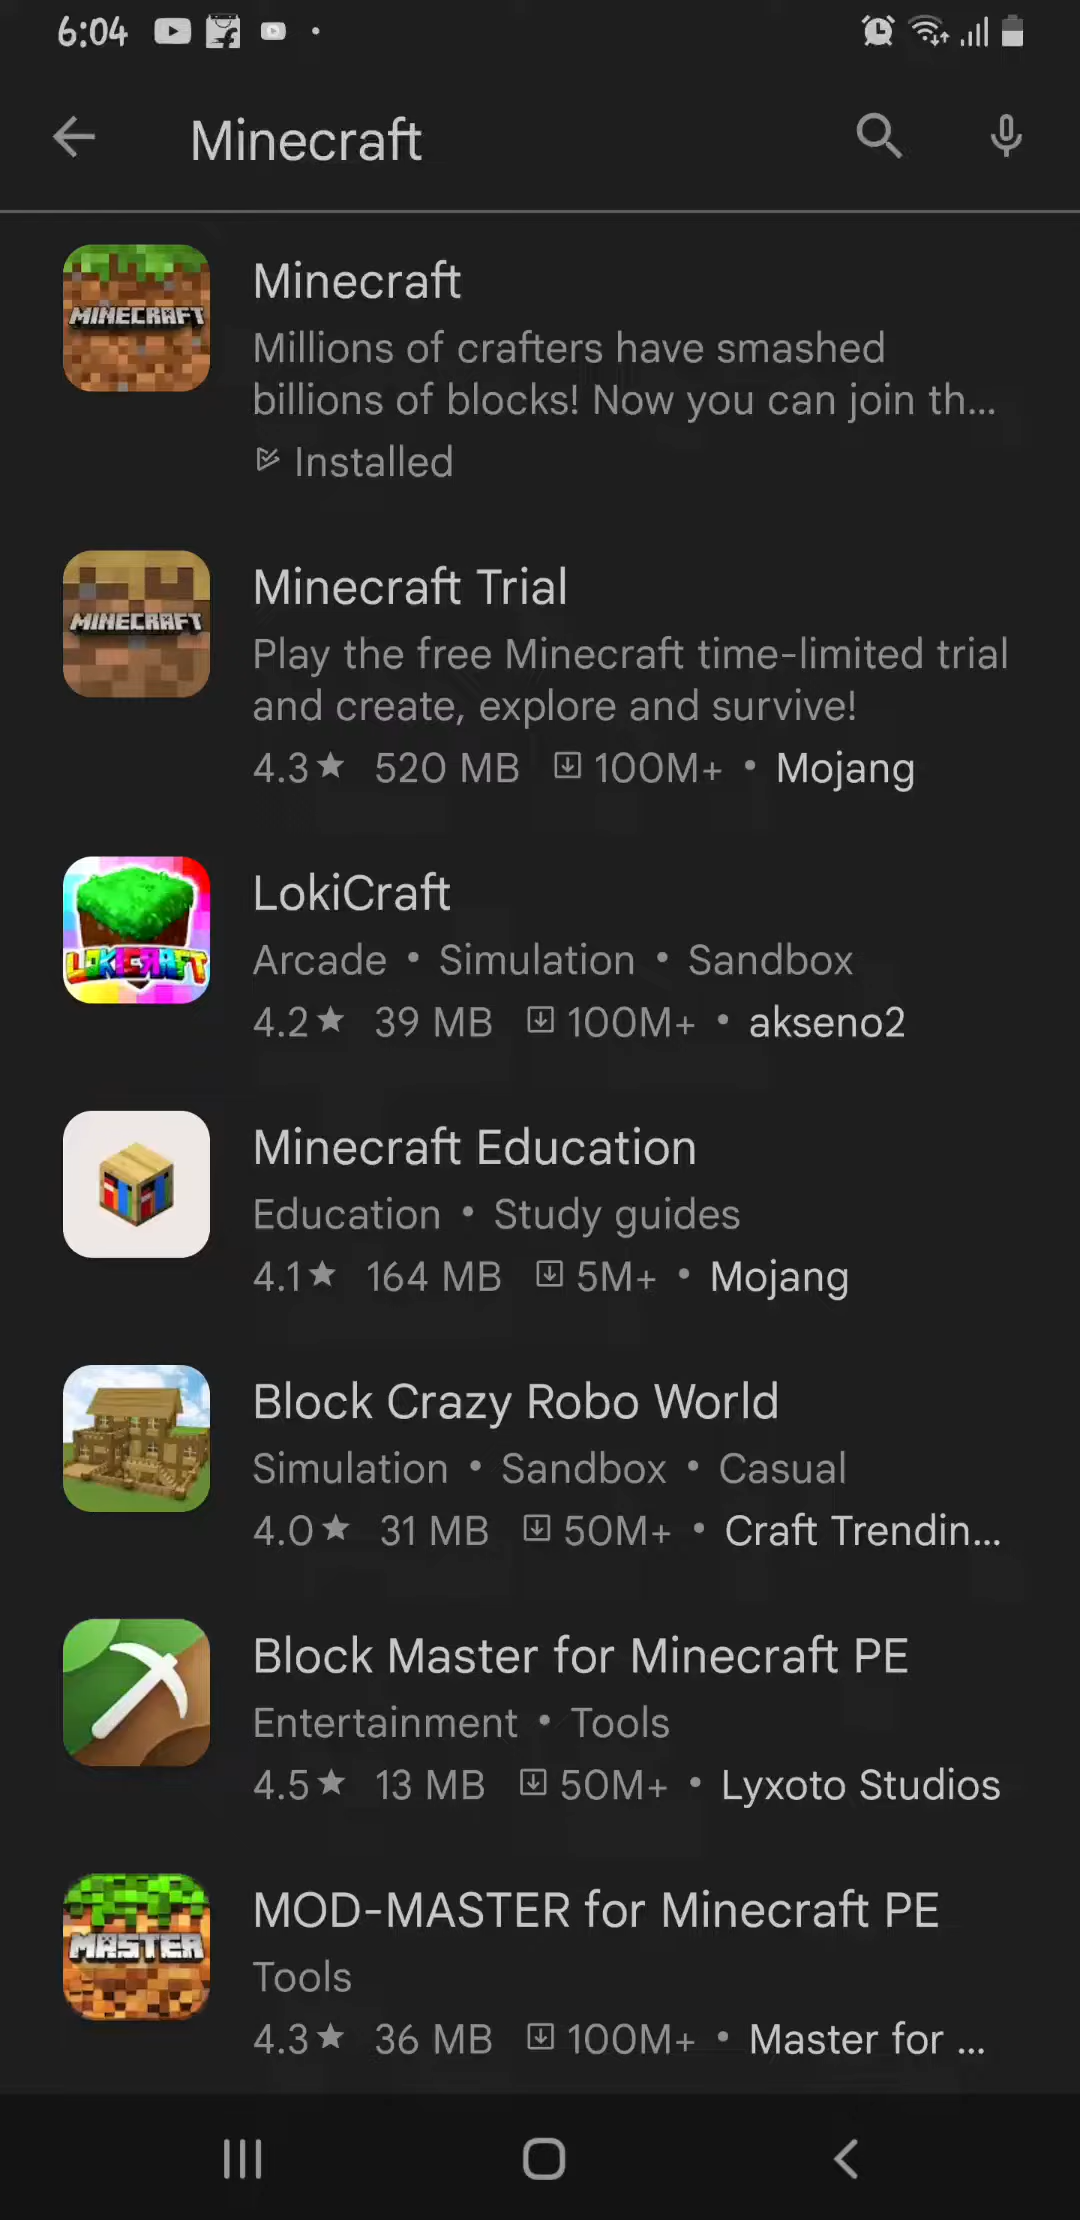 6:04
Minecraft
MINECRAFT
Minecraft
Millions of crafters have smashed
billions of blocks! Now you can join th...
Installed
MINECRAFT
Minecraft Trial
Play the free Minecraft time-limited trial
and create, explore and survive!
4.3★ 520 MB 100M+ • Mojang
LOKICRAFT
LokiCraft
Arcade • Simulation • Sandbox
4.2★ 39 MB 100M+ • akseno2
Minecraft Education
Education • Study guides
4.1★ 164 MB 5M+ • Mojang
Block Crazy Robo World
Simulation • Sandbox • Casual
4.0★ 31 MB 50M+ • Craft Trendin...
Block Master for Minecraft PE
Entertainment • Tools
4.5★ 13 MB 50M+ • Lyxoto Studios
MASTER
MOD-MASTER for Minecraft PE
Tools
4.3★ 36 MB 100M+ • Master for ...